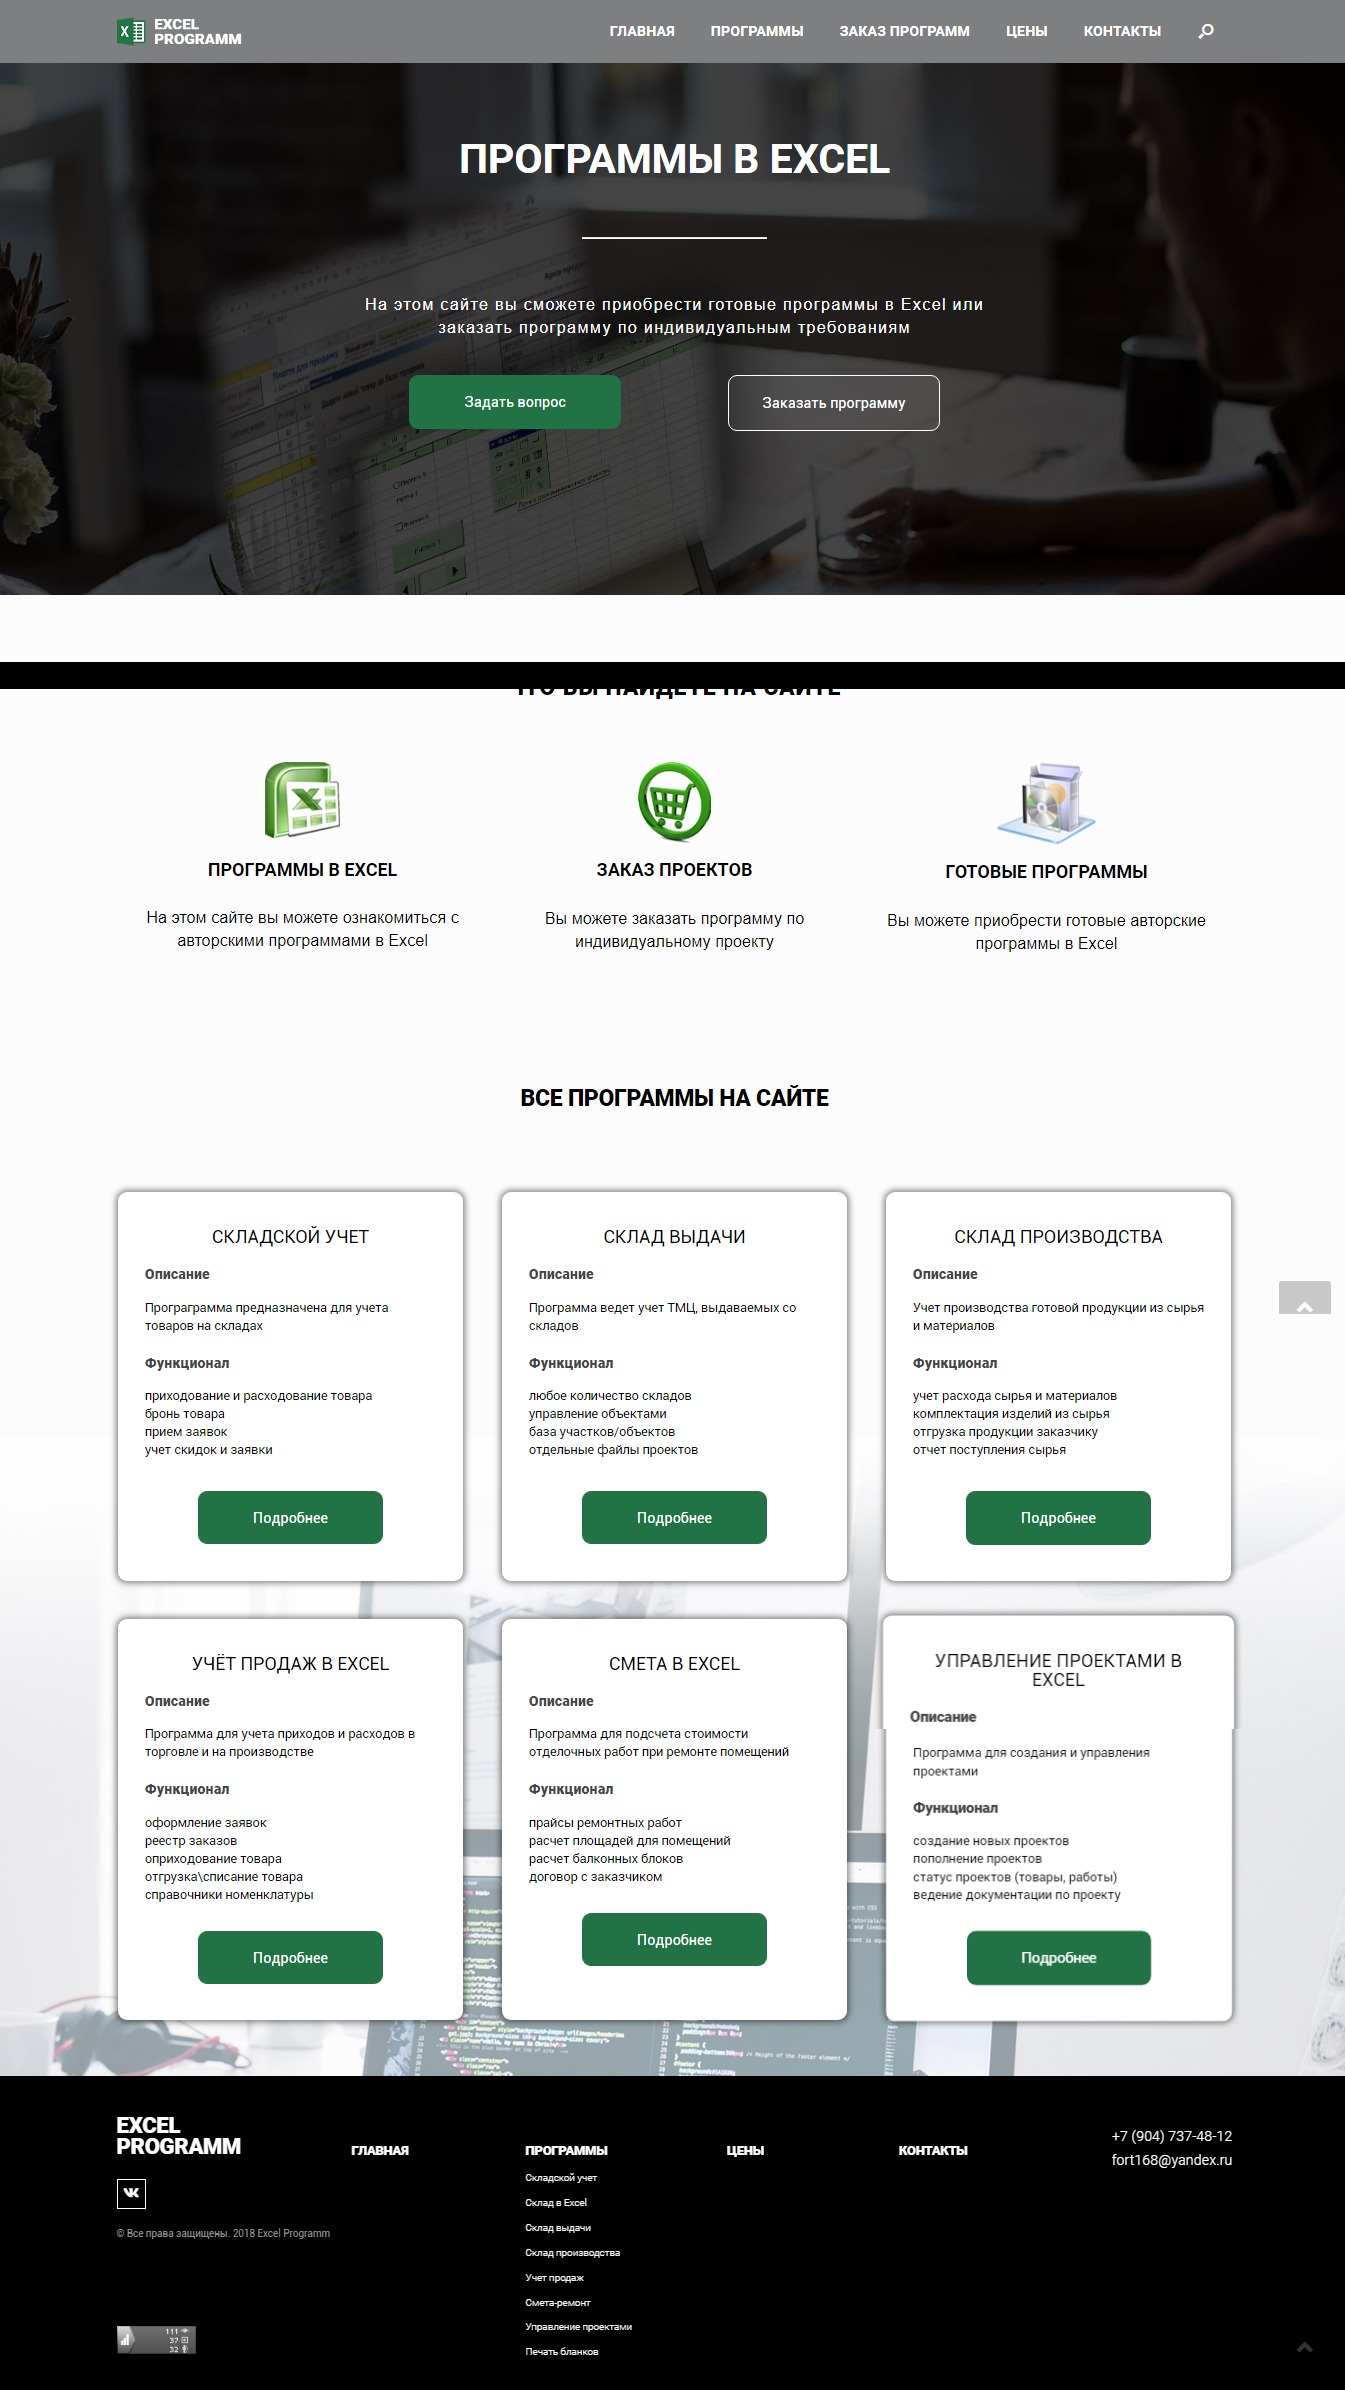 EXCEL
PROGRAMM
ГЛАВНАЯ ПРОГРАММЫ ЗАКАЗ ПРОГРАММ ЦЕНЫ КОНТАКТЫ
ПРОГРАММЫ В EXCEL
На этом сайте вы сможете приобрести готовые программы в Excel или
заказать программу по индивидуальным требованиям
Задать вопрос
Заказать программу
ЧТО ВЫ НАЙДЕТЕ НА САЙТЕ
ПРОГРАММЫ В EXCEL
На этом сайте вы можете ознакомиться с
авторскими программами в Excel
ЗАКАЗ ПРОЕКТОВ
Вы можете заказать программу по
индивидуальному проекту
ГОТОВЫЕ ПРОГРАММЫ
Вы можете приобрести готовые авторские
программы в Excel
ВСЕ ПРОГРАММЫ НА САЙТЕ
СКЛАДСКОЙ УЧЕТ
Описание
Програграмма предназначена для учета
товаров на складах
Функционал
приходование и расходование товара
бронь товара
прием заявок
учет скидок и заявки
Подробнее
СКЛАД ВЫДАЧИ
Описание
Программа ведет учет ТМЦ, выдаваемых со
складов
Функционал
любое количество складов
управление объектами
база участков/объектов
отдельные файлы проектов
Подробнее
СКЛАД ПРОИЗВОДСТВА
Описание
Учет производства готовой продукции из сырья
и материалов
Функционал
учет расхода сырья и материалов
комплектация изделий из сырья
отгрузка продукции заказчику
отчет поступления сырья
Подробнее
УЧЁТ ПРОДАЖ В EXCEL
Описание
Программа для учета приходов и расходов в
торговле и на производстве
Функционал
оформление заявок
реестр заказов
оприходование товара
отгрузка\списание товара
справочники номенклатуры
Подробнее
СМЕТА В EXCEL
Описание
Программа для подсчета стоимости
отделочных работ при ремонте помещений
Функционал
прайсы ремонтных работ
расчет площадей для помещений
расчет балконных блоков
договор с заказчиком
Подробнее
УПРАВЛЕНИЕ ПРОЕКТАМИ В
EXCEL
Описание
Программа для создания и управления
проектами
Функционал
создание новых проектов
пополнение проектов
статус проектов (товары, работы)
ведение документации по проекту
Подробнее
EXCEL
PROGRAMM
© Все права защищены. 2018 Excel Programm
111
37
32
ГЛАВНАЯ
ПРОГРАММЫ
Складской учет
Склад в Excel
Склад выдачи
Склад производства
Учет продаж
Смета-ремонт
Управление проектами
Печать бланков
ЦЕНЫ
КОНТАКТЫ
+7 (904) 737-48-12
fort168@yandex.ru